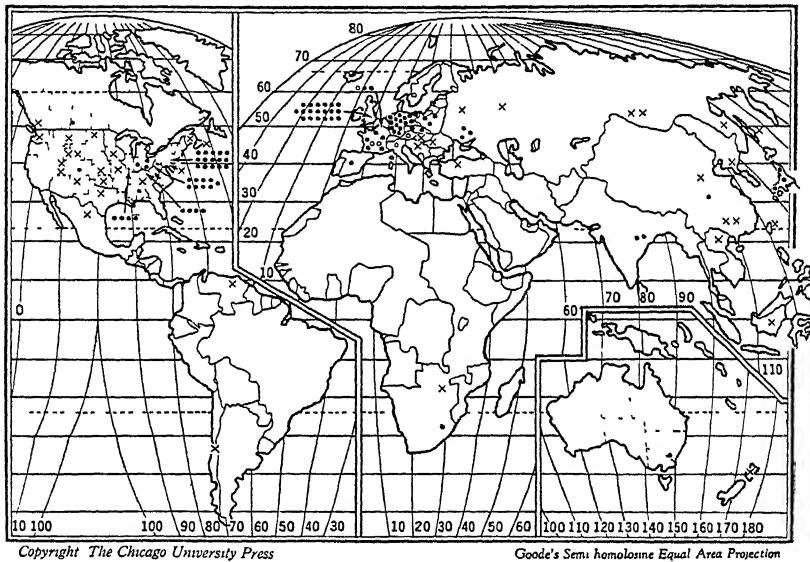 80
70
60
50
40
30
20
10
0
60
70 80 90
110
10 100 100 90 80 70 60 50 40 30 10 20 30 40 50 60 100 110 120 130 140 150 160 170 180
Copyright The Chicago University Press
Goode's Semi homolosine Equal Area Projection